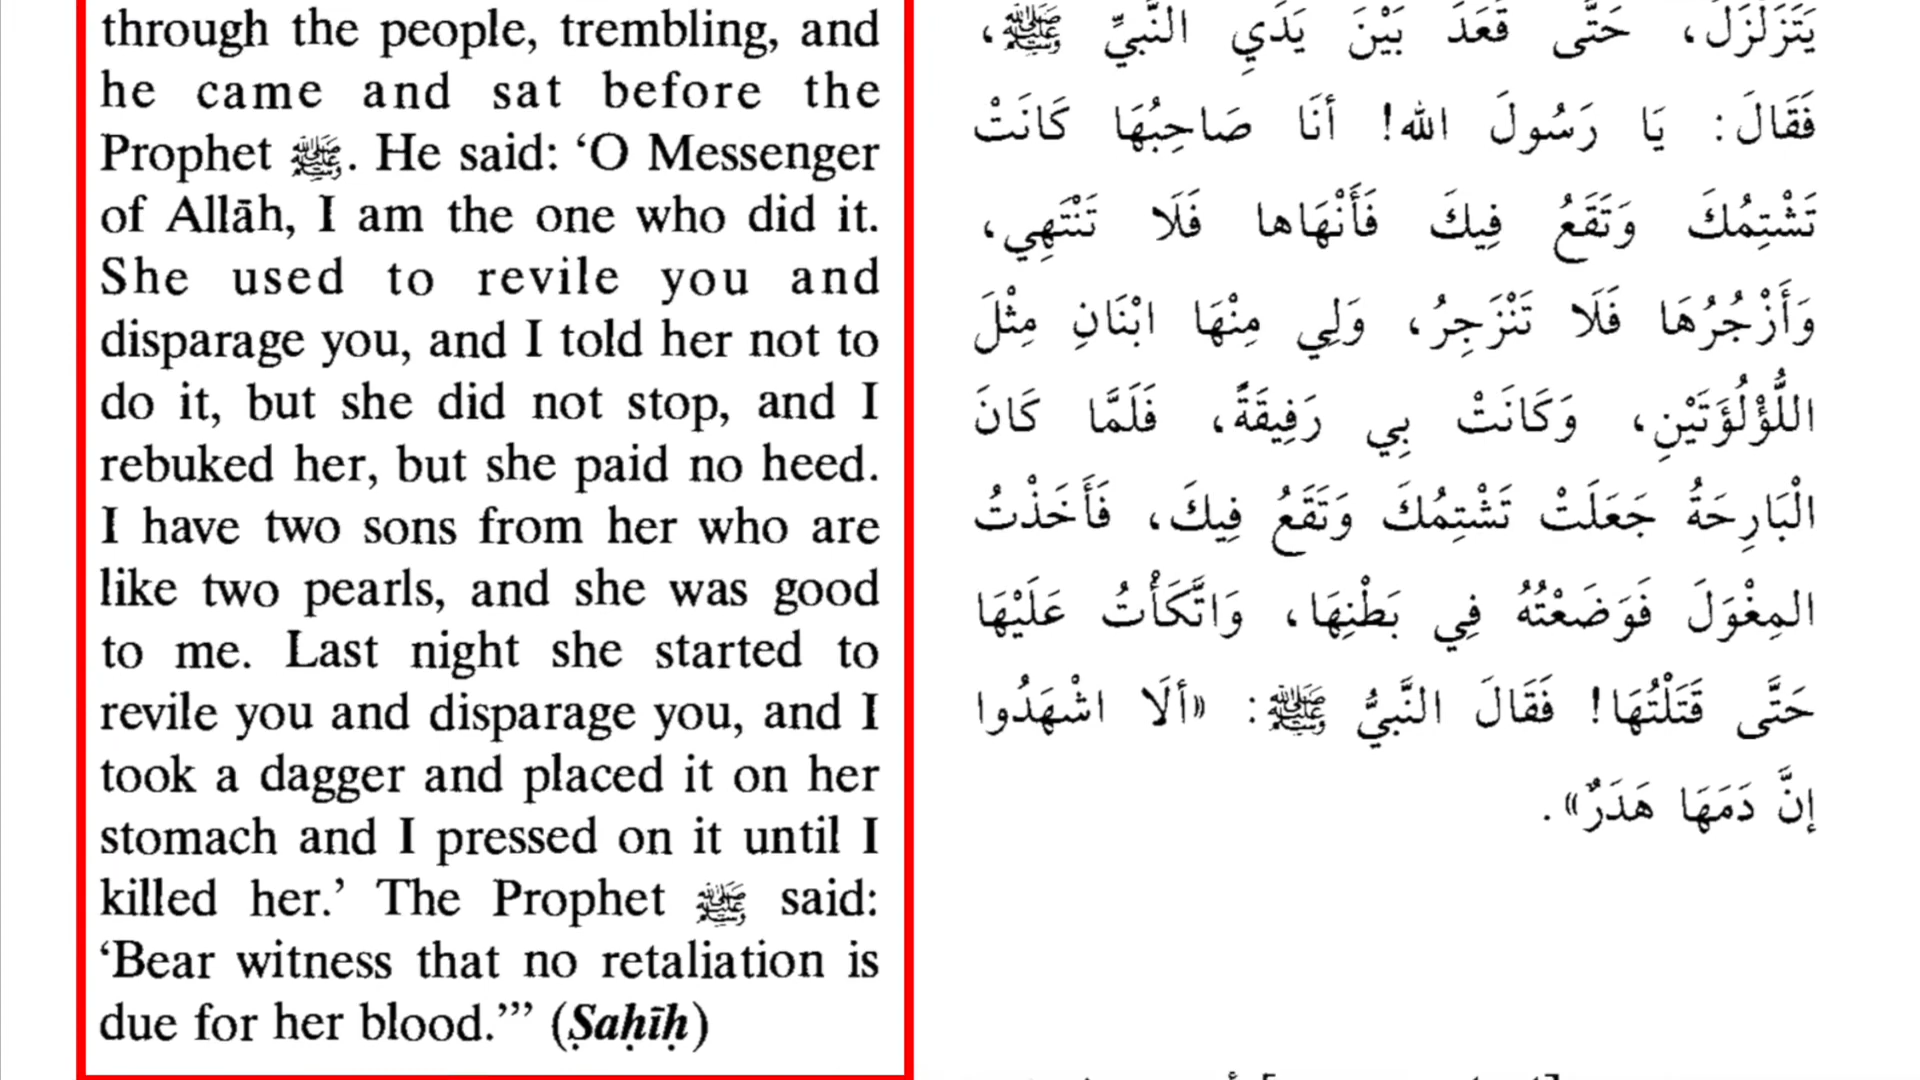 through the people, trembling, and
he came and sat before the
Prophet ﷺ. He said: ‘O Messenger
of Allāh, I am the one who did it.
She used to revile you and
disparage you, and I told her not to
do it, but she did not stop, and I
rebuked her, but she paid no heed.
I have two sons from her who are
like two pearls, and she was good
to me. Last night she started to
revile you and disparage you, and I
took a dagger and placed it on her
stomach and I pressed on it until I
killed her.’ The Prophet ﷺ said:
‘Bear witness that no retaliation is
due for her blood.’” (Ṣaḥīḥ)
يَتَزَلْزَلُ، حَتَّى قَعَدَ بَيْنَ يَدَيِ النَّبِيِّ ﷺ،
فَقَالَ: يَا رَسُولَ اللهِ! أنَا صَاحِبُهَا كَانَتْ
تَشْتِمُكَ وَتَقَعُ فِيكَ فَأَنْهَاها فَلَا تَنْتَهِي،
وَأَزْجُرُهَا فَلَا تَنْزَجِرُ، وَلِي مِنْهَا ابْنَانِ مِثْلَ
اللُّؤْلُؤَتَيْنِ، وَكَانَتْ بِي رَفِيقَةً، فَلَمَّا كَانَ
الْبَارِحَةُ جَعَلَتْ تَشْتِمُكَ وَتَقَعُ فِيكَ، فَأَخَذْتُ
المِغْوَلَ فَوَضَعْتُهُ فِي بَطْنِهَا، وَاتَّكَأْتُ عَلَيْهَا
حَتَّى قَتَلْتُهَا! فَقَالَ النَّبِيُّ ﷺ: «ألَا اشْهَدُوا
إنَّ دَمَهَا هَدَرٌ».